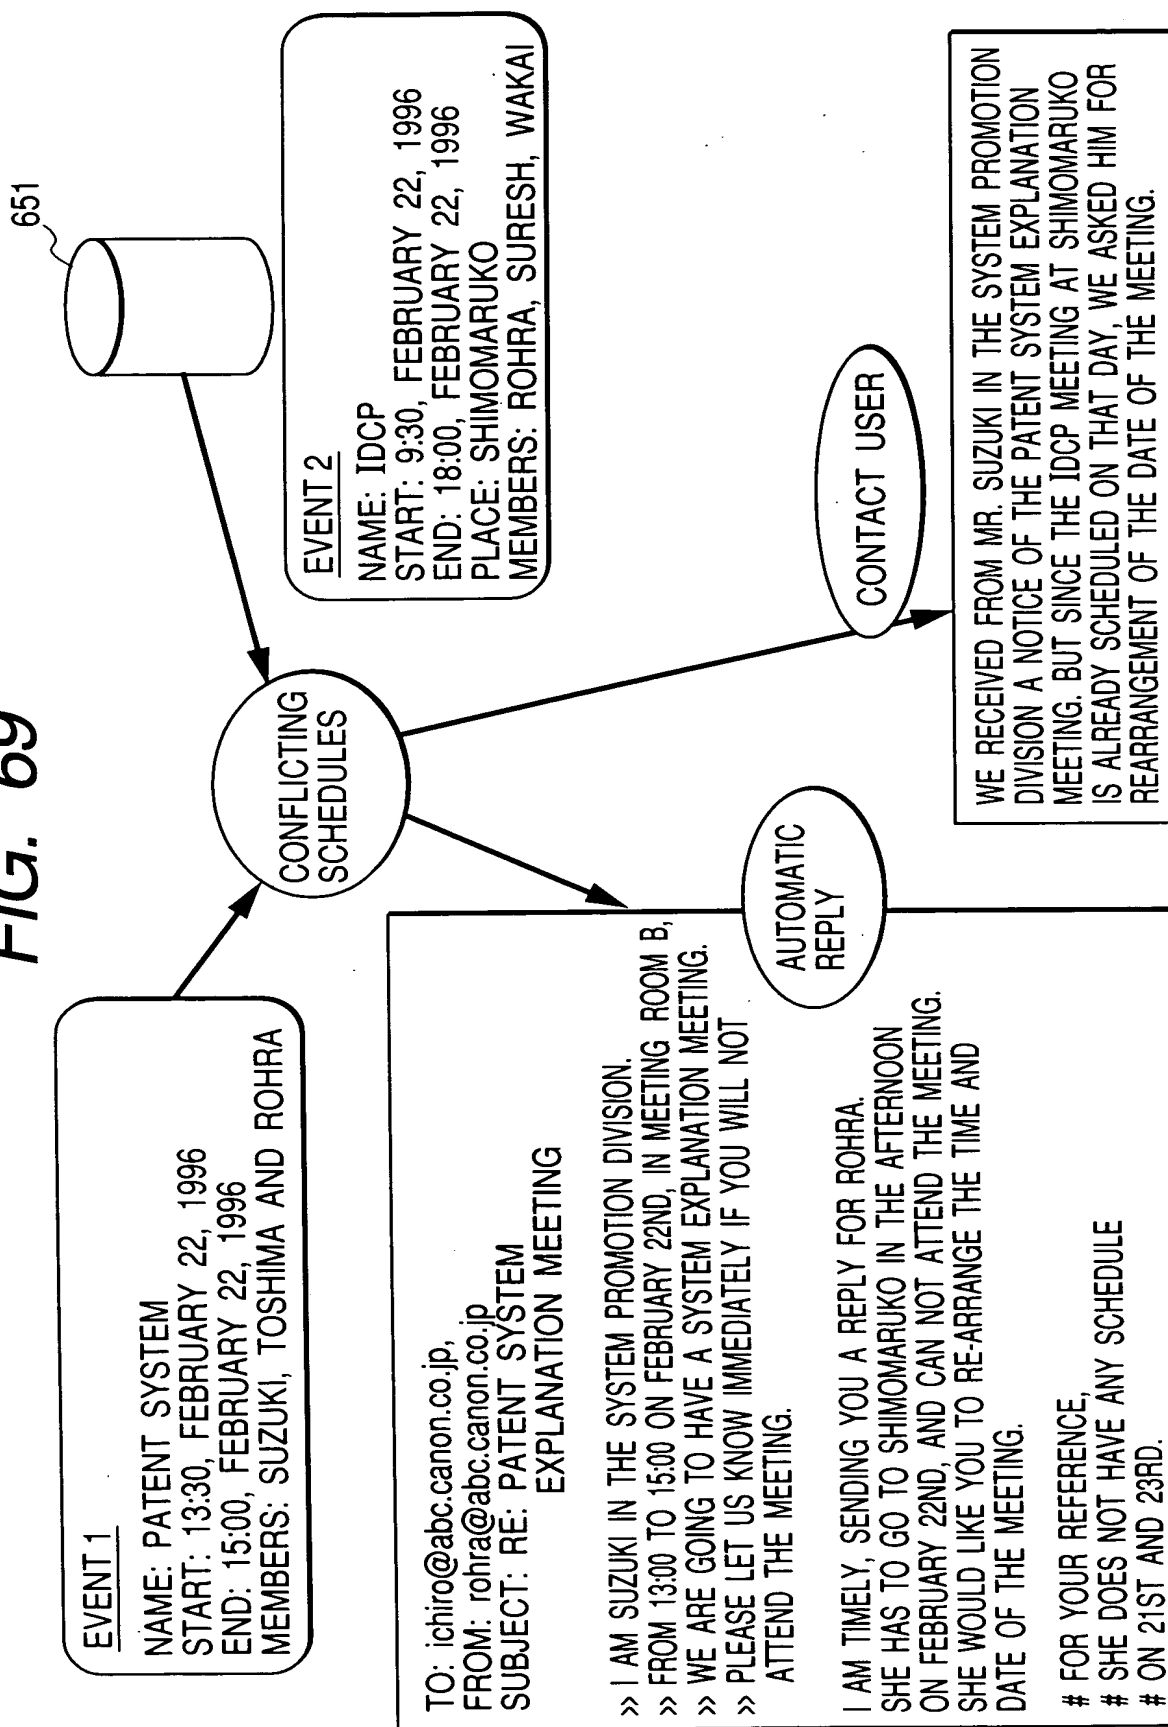 FIG. 69
EVENT 1
NAME: PATENT SYSTEM
START: 13:30, FEBRUARY 22, 1996
END: 15:00, FEBRUARY 22, 1996
MEMBERS: SUZUKI, TOSHIMA AND ROHRA
651
CONFLICTING
SCHEDULES
EVENT 2
NAME: IDCP
START: 9:30, FEBRUARY 22, 1996
END: 18:00, FEBRUARY 22, 1996
PLACE: SHIMOMARUKO
MEMBERS: ROHRA, SURESH, WAKAI
TO: ichiro@abc.canon.co.jp,
FROM: rohra@abc.canon.co.jp
SUBJECT: RE: PATENT SYSTEM
EXPLANATION MEETING
>> I AM SUZUKI IN THE SYSTEM PROMOTION DIVISION.
>> FROM 13:00 TO 15:00 ON FEBRUARY 22ND, IN MEETING ROOM B,
>> WE ARE GOING TO HAVE A SYSTEM EXPLANATION MEETING.
>> PLEASE LET US KNOW IMMEDIATELY IF YOU WILL NOT
ATTEND THE MEETING.
I AM TIMELY, SENDING YOU A REPLY FOR ROHRA.
SHE HAS TO GO TO SHIMOMARUKO IN THE AFTERNOON
ON FEBRUARY 22ND, AND CAN NOT ATTEND THE MEETING.
SHE WOULD LIKE YOU TO RE-ARRANGE THE TIME AND
DATE OF THE MEETING.
# FOR YOUR REFERENCE,
# SHE DOES NOT HAVE ANY SCHEDULE
# ON 21ST AND 23RD.
AUTOMATIC
REPLY
CONTACT USER
WE RECEIVED FROM MR. SUZUKI IN THE SYSTEM PROMOTION
DIVISION A NOTICE OF THE PATENT SYSTEM EXPLANATION
MEETING. BUT SINCE THE IDCP MEETING AT SHIMOMARUKO
IS ALREADY SCHEDULED ON THAT DAY, WE ASKED HIM FOR
REARRANGEMENT OF THE DATE OF THE MEETING.